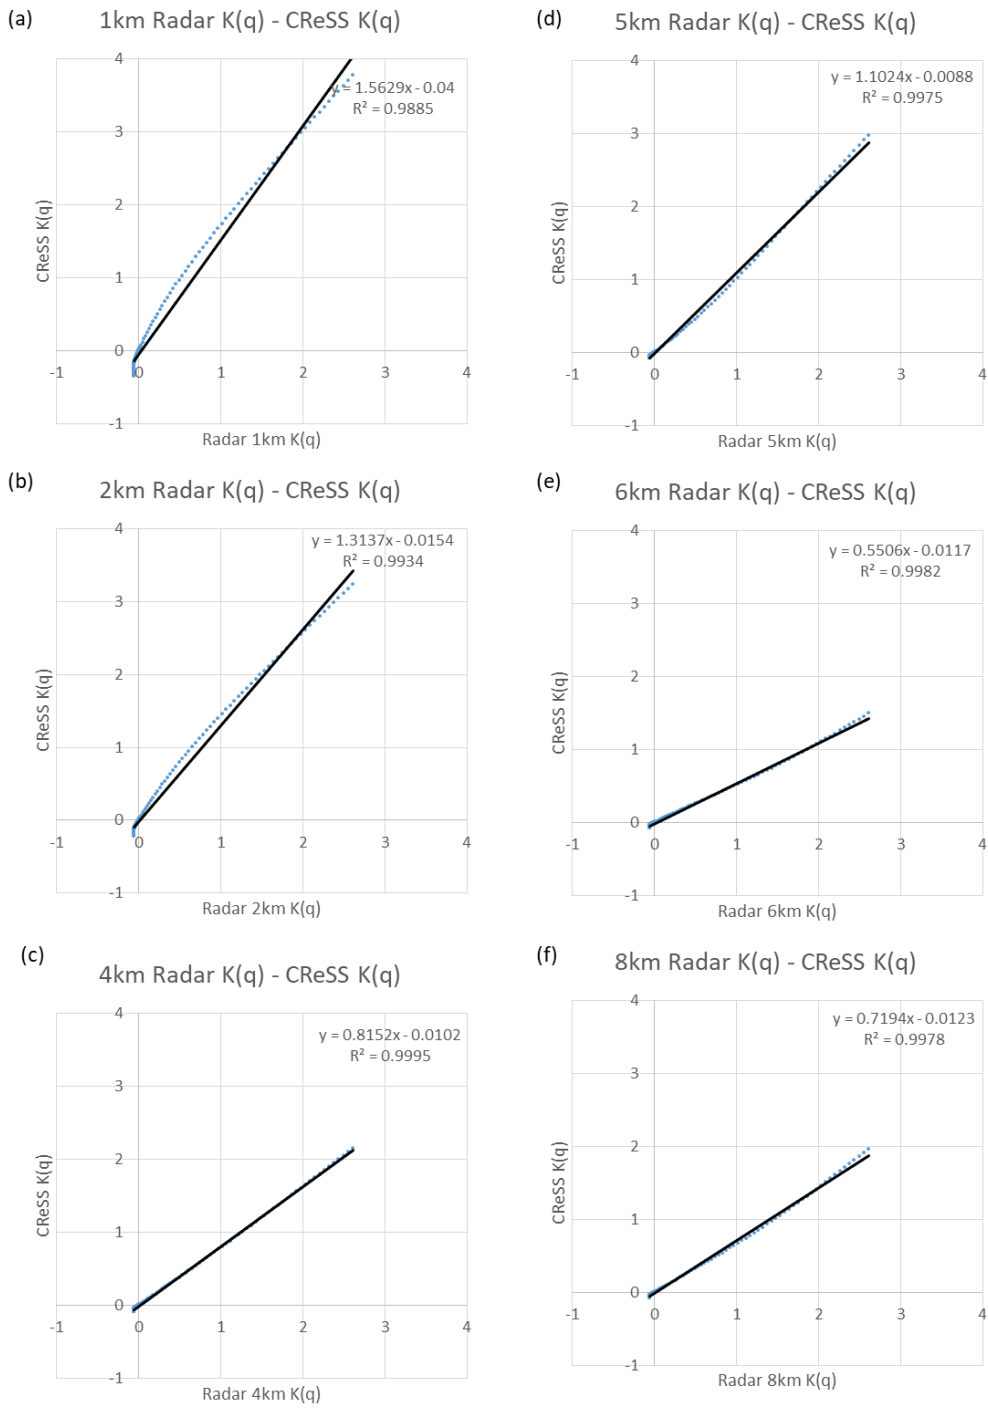 (a)
1km Radar K(q) - CReSS K(q)
4
y = 1.5629x - 0.04
R² = 0.9885
3
2
1
0
-1
-1 0 1 2 3 4
CReSS K(q)
Radar 1km K(q)
(b)
2km Radar K(q) - CReSS K(q)
4
y = 1.3137x - 0.0154
R² = 0.9934
3
2
1
0
-1
-1 0 1 2 3 4
CReSS K(q)
Radar 2km K(q)
(c)
4km Radar K(q) - CReSS K(q)
4
y = 0.8152x - 0.0102
R² = 0.9995
3
2
1
0
-1
-1 0 1 2 3 4
CReSS K(q)
Radar 4km K(q)
(d)
5km Radar K(q) - CReSS K(q)
4
y = 1.1024x - 0.0088
R² = 0.9975
3
2
1
0
-1
-1 0 1 2 3 4
CReSS K(q)
Radar 5km K(q)
(e)
6km Radar K(q) - CReSS K(q)
4
y = 0.5506x - 0.0117
R² = 0.9982
3
2
1
0
-1
-1 0 1 2 3 4
CReSS K(q)
Radar 6km K(q)
(f)
8km Radar K(q) - CReSS K(q)
4
y = 0.7194x - 0.0123
R² = 0.9978
3
2
1
0
-1
-1 0 1 2 3 4
CReSS K(q)
Radar 8km K(q)